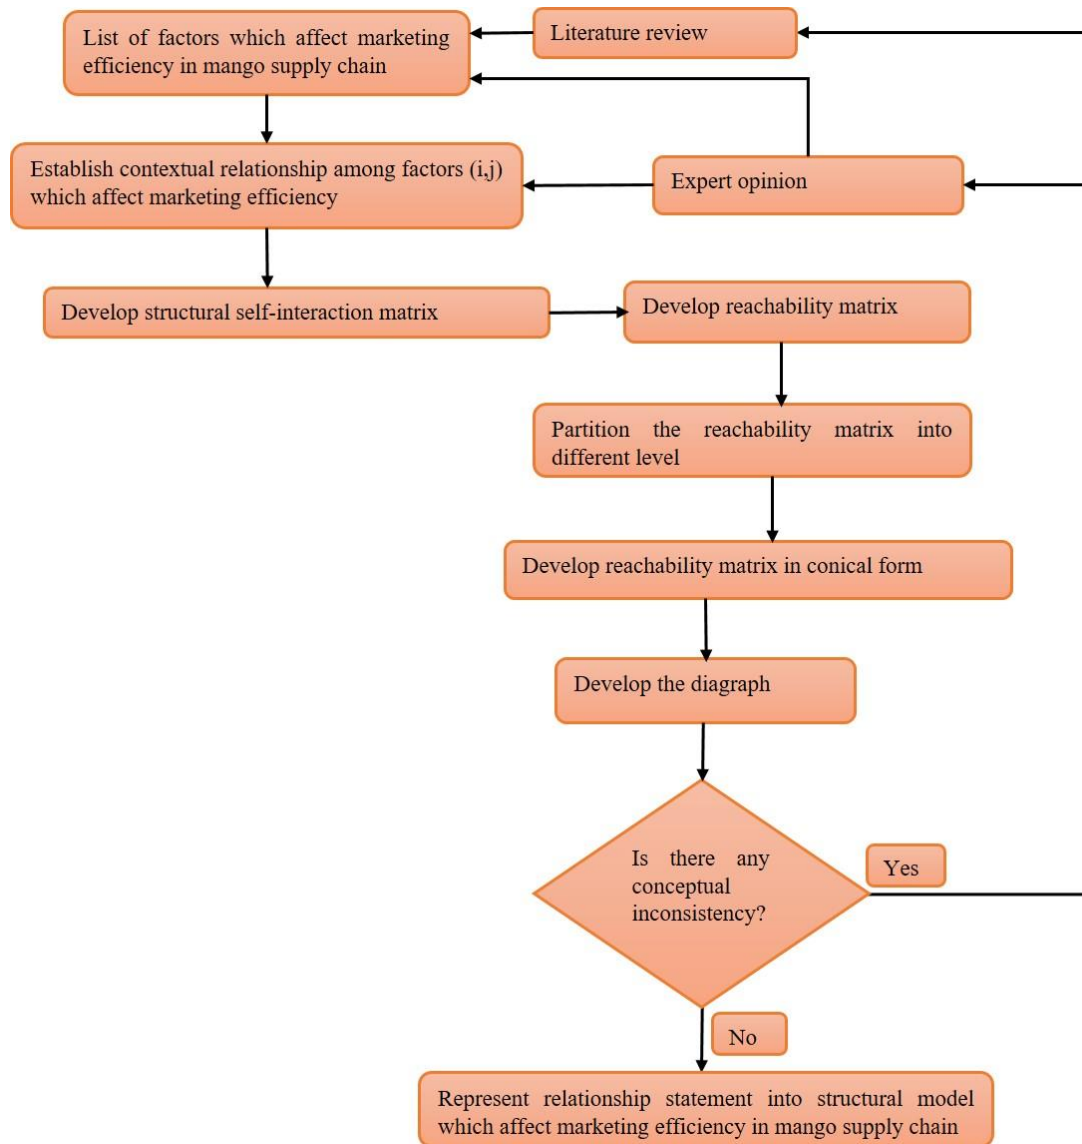 List of factors which affect marketing
efficiency in mango supply chain
Literature review
Establish contextual relationship among factors (i,j)
which affect marketing efficiency
Expert opinion
Develop structural self-interaction matrix
Develop reachability matrix
Partition the reachability matrix into
different level
Develop reachability matrix in conical form
Develop the diagraph
Is there any
conceptual
inconsistency?
Yes
No
Represent relationship statement into structural model
which affect marketing efficiency in mango supply chain